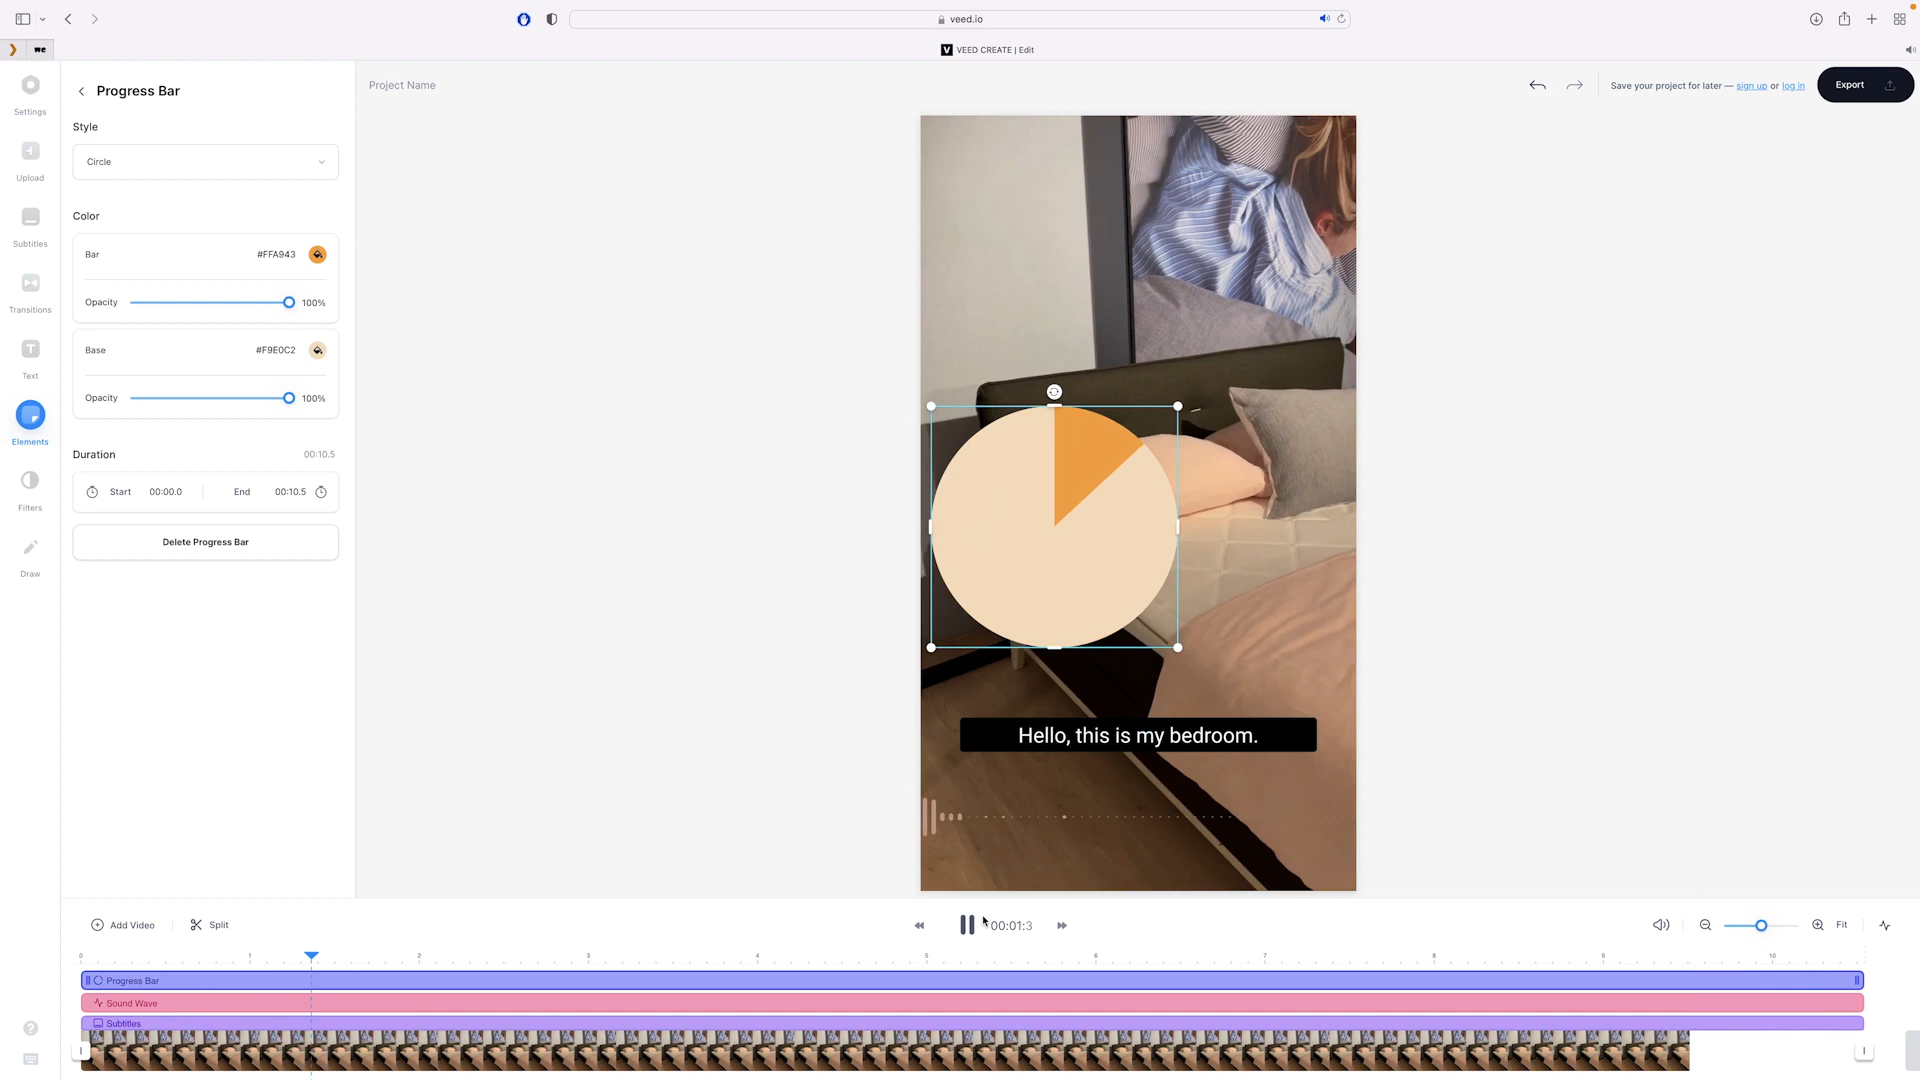 veed.io
VEED CREATE | Edit
Settings
Upload
Subtitles
Transitions
Text
Elements
Filters
Draw
Progress Bar
Style
Circle
Color
Bar #FFA943
Opacity 100%
Base #F9E0C2
Opacity 100%
Duration 00:10.5
Start 00:00.0 End 00:10.5
Delete Progress Bar
Project Name
Save your project for later — sign up or log in
Export
Hello, this is my bedroom.
Add Video Split 00:01:3 Fit
0 1 2 3 4 5 6 7 8 9 10
Progress Bar
Sound Wave
Subtitles